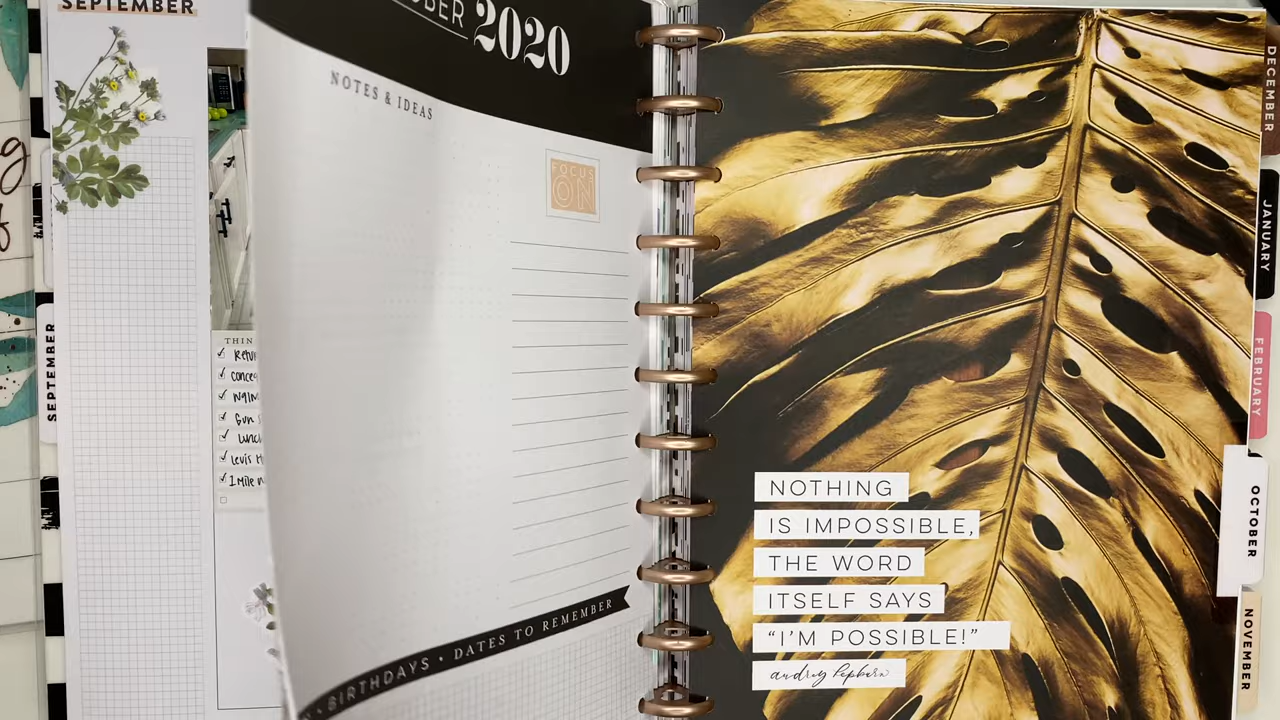 SEPTEMBER
SEPTEMBER
THIN
2020
NOTES & IDEAS
FOCUS
ON
BIRTHDAYS • DATES TO REMEMBER
NOTHING
IS IMPOSSIBLE,
THE WORD
ITSELF SAYS
“I’M POSSIBLE!”
audrey hepburn
DECEMBER
JANUARY
FEBRUARY
OCTOBER
NOVEMBER